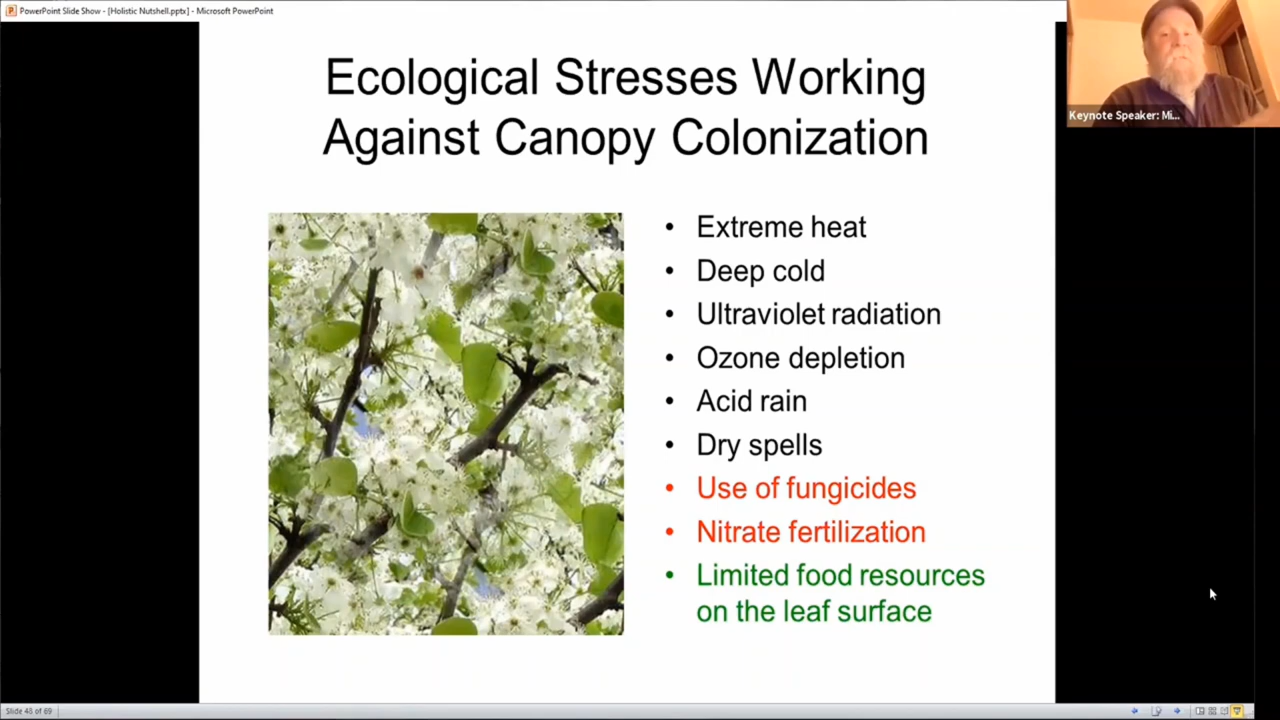 PowerPoint Slide Show - [Holistic Nutshell.pptx] - Microsoft PowerPoint
Ecological Stresses Working
Against Canopy Colonization
Keynote Speaker: Mi...
• Extreme heat
• Deep cold
• Ultraviolet radiation
• Ozone depletion
• Acid rain
• Dry spells
• Use of fungicides
• Nitrate fertilization
• Limited food resources
on the leaf surface
Slide 48 of 69